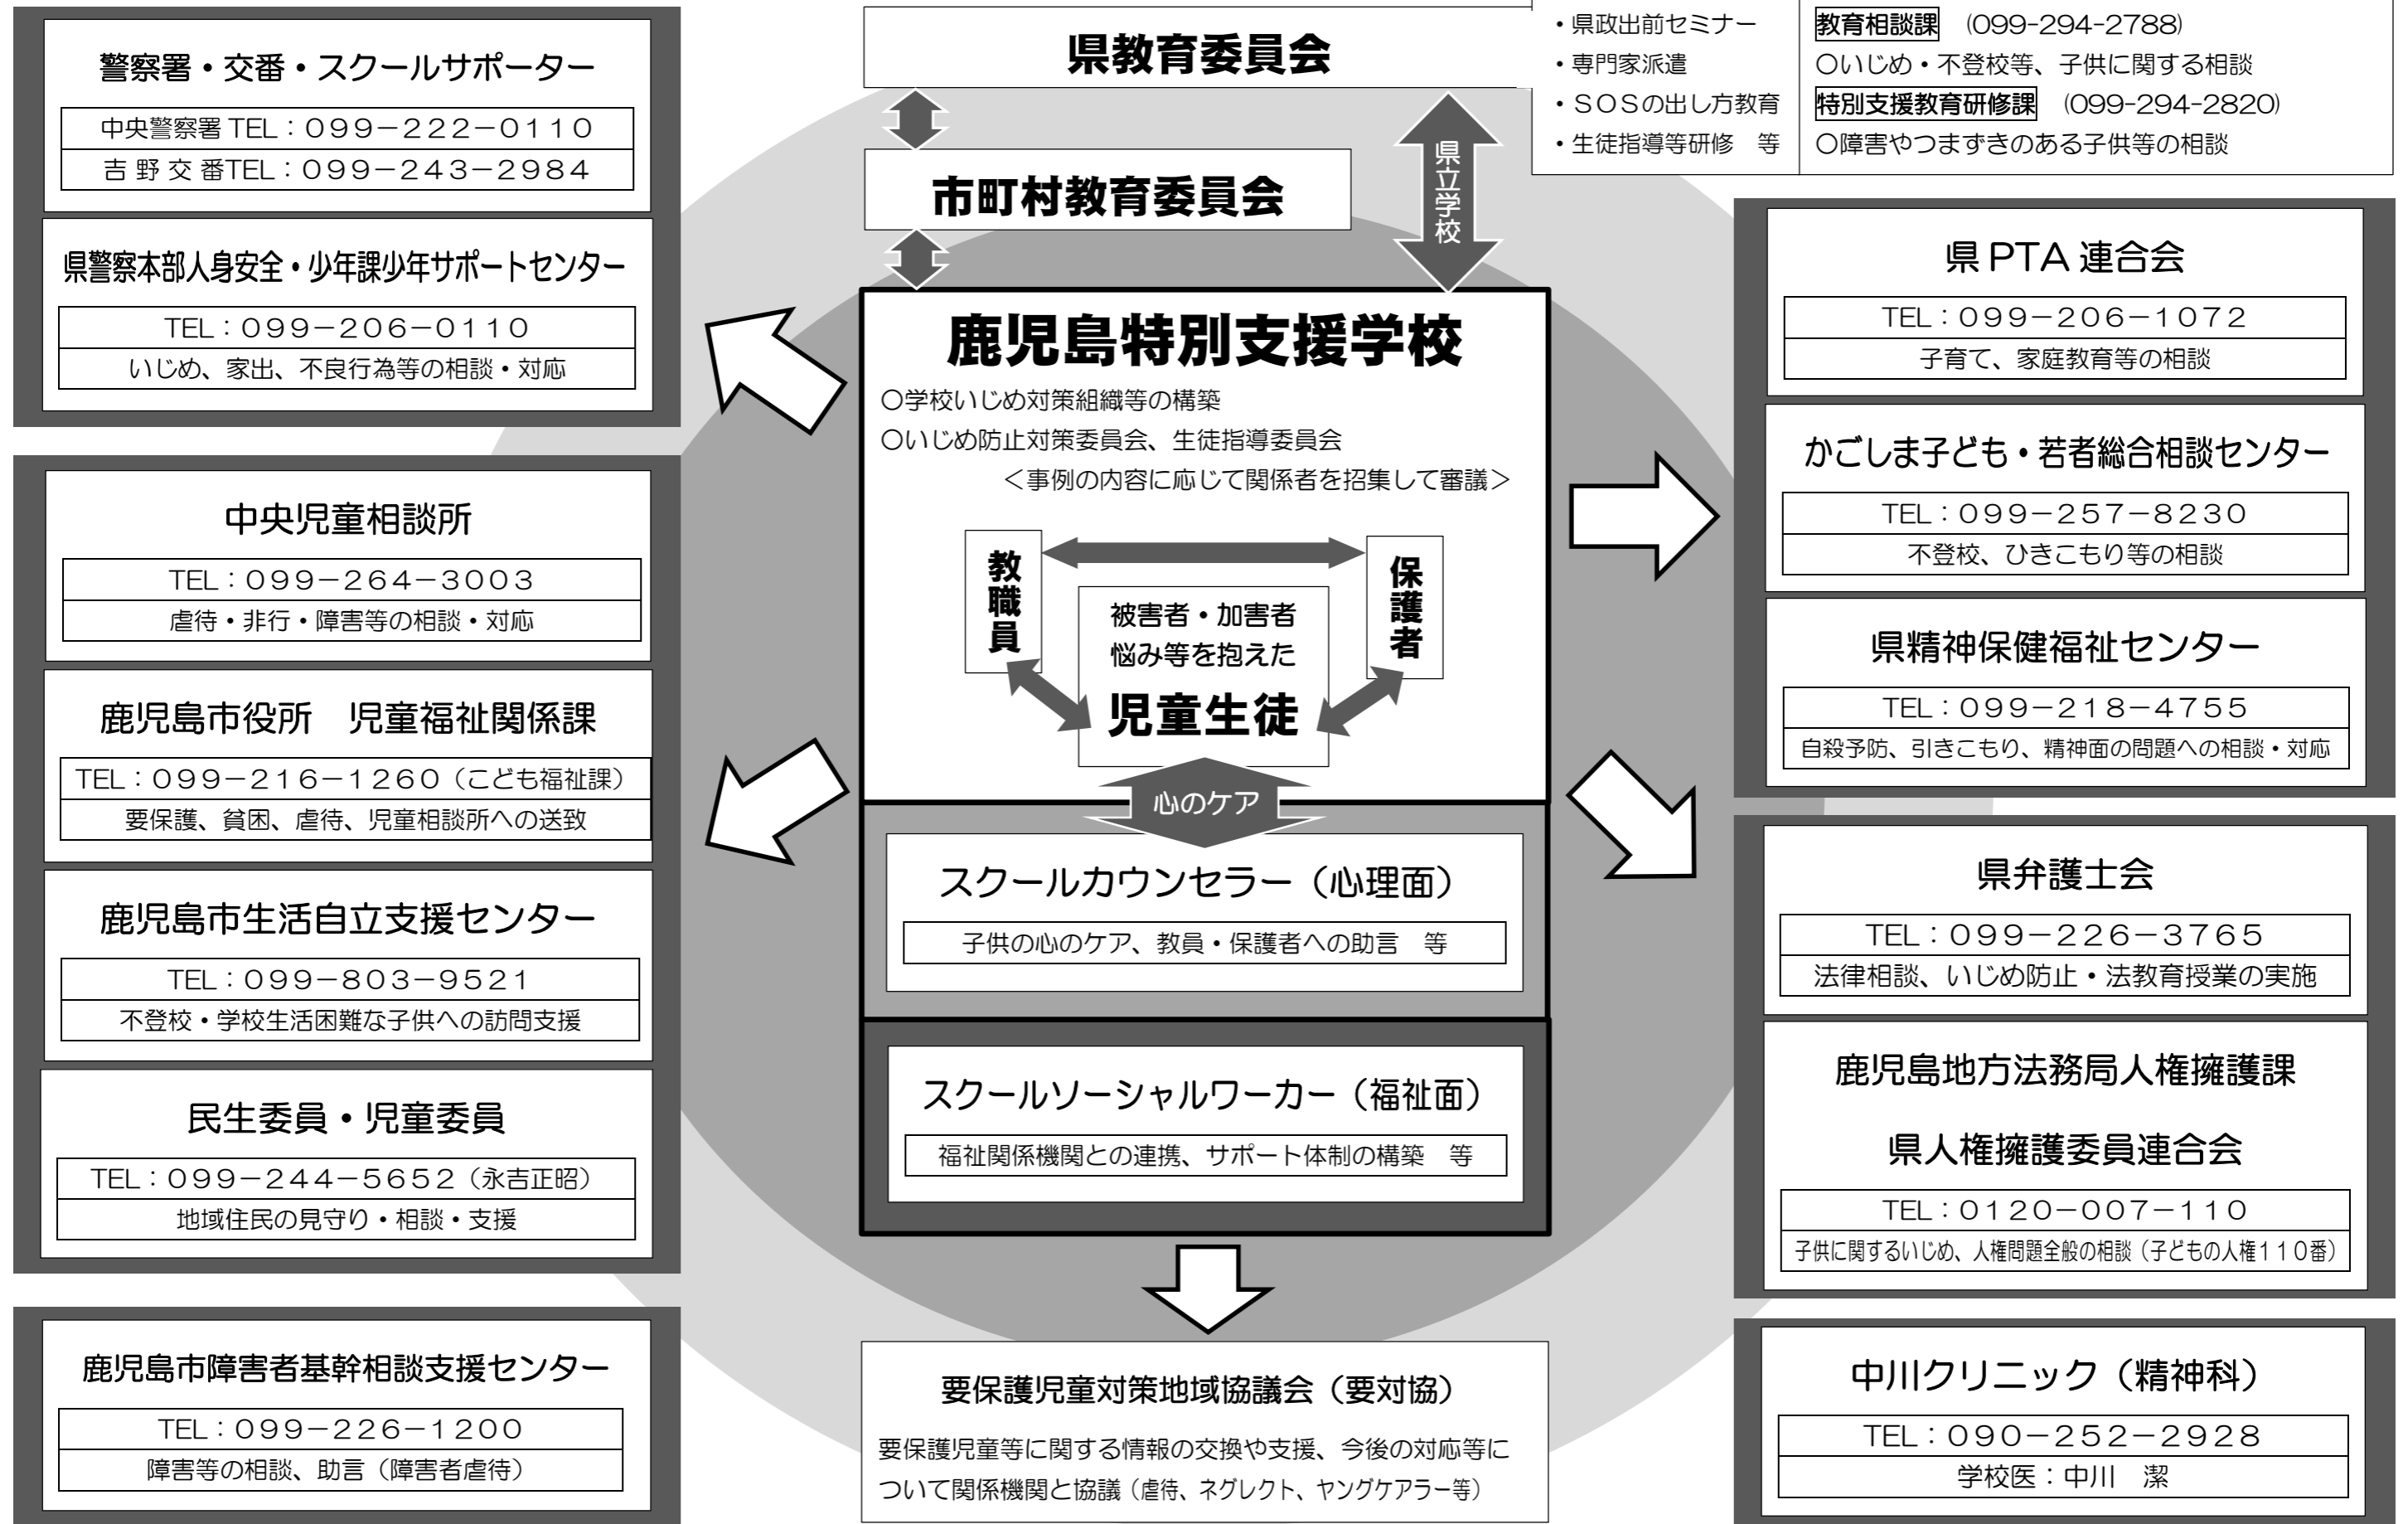 警察署・交番・スクールサポーター
中央警察署 TEL：０９９－２２２－０１１０
吉 野 交 番TEL：０９９－２４３－２９８４
県警察本部人身安全・少年課少年サポートセンター
TEL：０９９－２０６－０１１０
いじめ、家出、不良行為等の相談・対応
中央児童相談所
TEL：０９９－２６４－３００３
虐待・非行・障害等の相談・対応
鹿児島市役所　児童福祉関係課
TEL：０９９－２１６－１２６０（こども福祉課）
要保護、貧困、虐待、児童相談所への送致
鹿児島市生活自立支援センター
TEL：０９９－８０３－９５２１
不登校・学校生活困難な子供への訪問支援
民生委員・児童委員
TEL：０９９－２４４－５６５２（永吉正昭）
地域住民の見守り・相談・支援
鹿児島市障害者基幹相談支援センター
TEL：０９９－２２６－１２００
障害等の相談、助言（障害者虐待）
県教育委員会
市町村教育委員会
県立学校
鹿児島特別支援学校
〇学校いじめ対策組織等の構築
〇いじめ防止対策委員会、生徒指導委員会
＜事例の内容に応じて関係者を招集して審議＞
教職員
保護者
被害者・加害者
悩み等を抱えた
児童生徒
心のケア
スクールカウンセラー（心理面）
子供の心のケア、教員・保護者への助言　等
スクールソーシャルワーカー（福祉面）
福祉関係機関との連携、サポート体制の構築　等
要保護児童対策地域協議会（要対協）
要保護児童等に関する情報の交換や支援、今後の対応等に
ついて関係機関と協議（虐待、ネグレクト、ヤングケアラー等）
・県政出前セミナー
・専門家派遣
・ＳＯＳの出し方教育
・生徒指導等研修　等
教育相談課　(099-294-2788)
〇いじめ・不登校等、子供に関する相談
特別支援教育研修課　(099-294-2820)
〇障害やつまずきのある子供等の相談
県 PTA 連合会
TEL：０９９－２０６－１０７２
子育て、家庭教育等の相談
かごしま子ども・若者総合相談センター
TEL：０９９－２５７－８２３０
不登校、ひきこもり等の相談
県精神保健福祉センター
TEL：０９９－２１８－４７５５
自殺予防、引きこもり、精神面の問題への相談・対応
県弁護士会
TEL：０９９－２２６－３７６５
法律相談、いじめ防止・法教育授業の実施
鹿児島地方法務局人権擁護課
県人権擁護委員連合会
TEL：０１２０－００７－１１０
子供に関するいじめ、人権問題全般の相談（子どもの人権１１０番）
中川クリニック（精神科）
TEL：０９０－２５２－２９２８
学校医：中川　潔